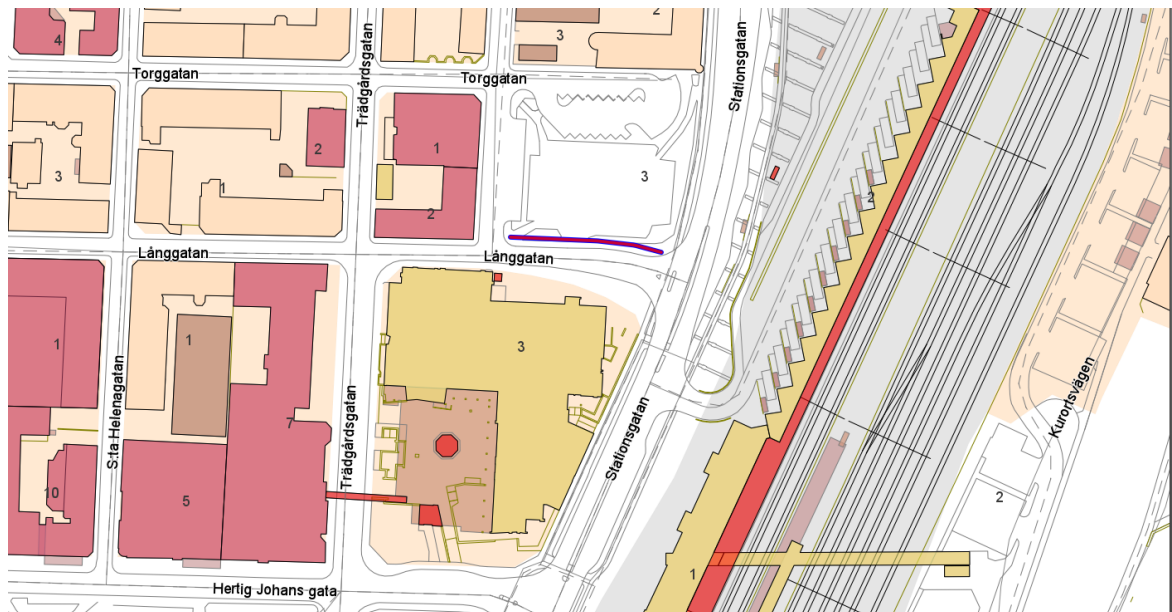 4
2
3
Torggatan
Torggatan
Trädgårdsgatan
Stationsgatan
2
1
3
1
3
2
2
Långgatan
Långgatan
1
1
3
7
S:ta Helenagatan
Trädgårdsgatan
Stationsgatan
Kurortsvägen
10
5
2
1
Hertig Johans gata